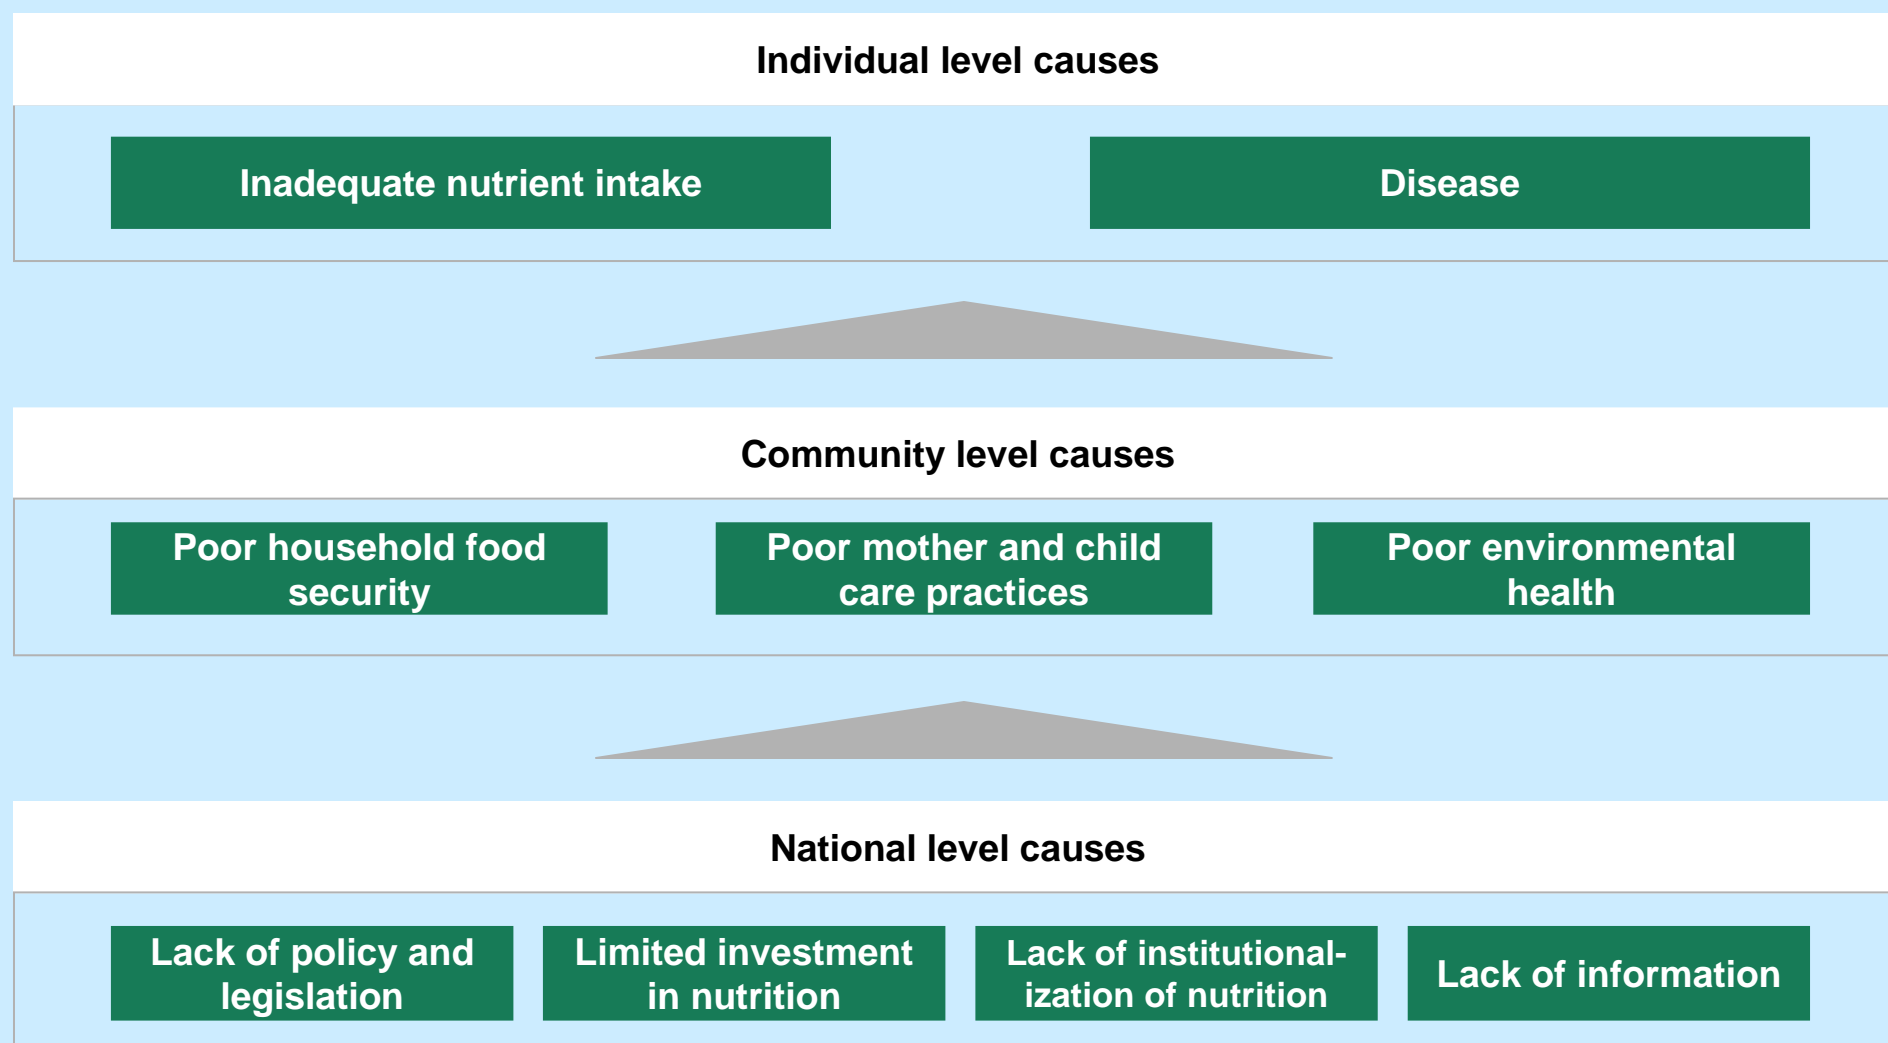 Individual level causes
Inadequate nutrient intake
Disease
Community level causes
Poor household food
security
Poor mother and child
care practices
Poor environmental
health
National level causes
Lack of policy and
legislation
Limited investment
in nutrition
Lack of institutional-
ization of nutrition
Lack of information